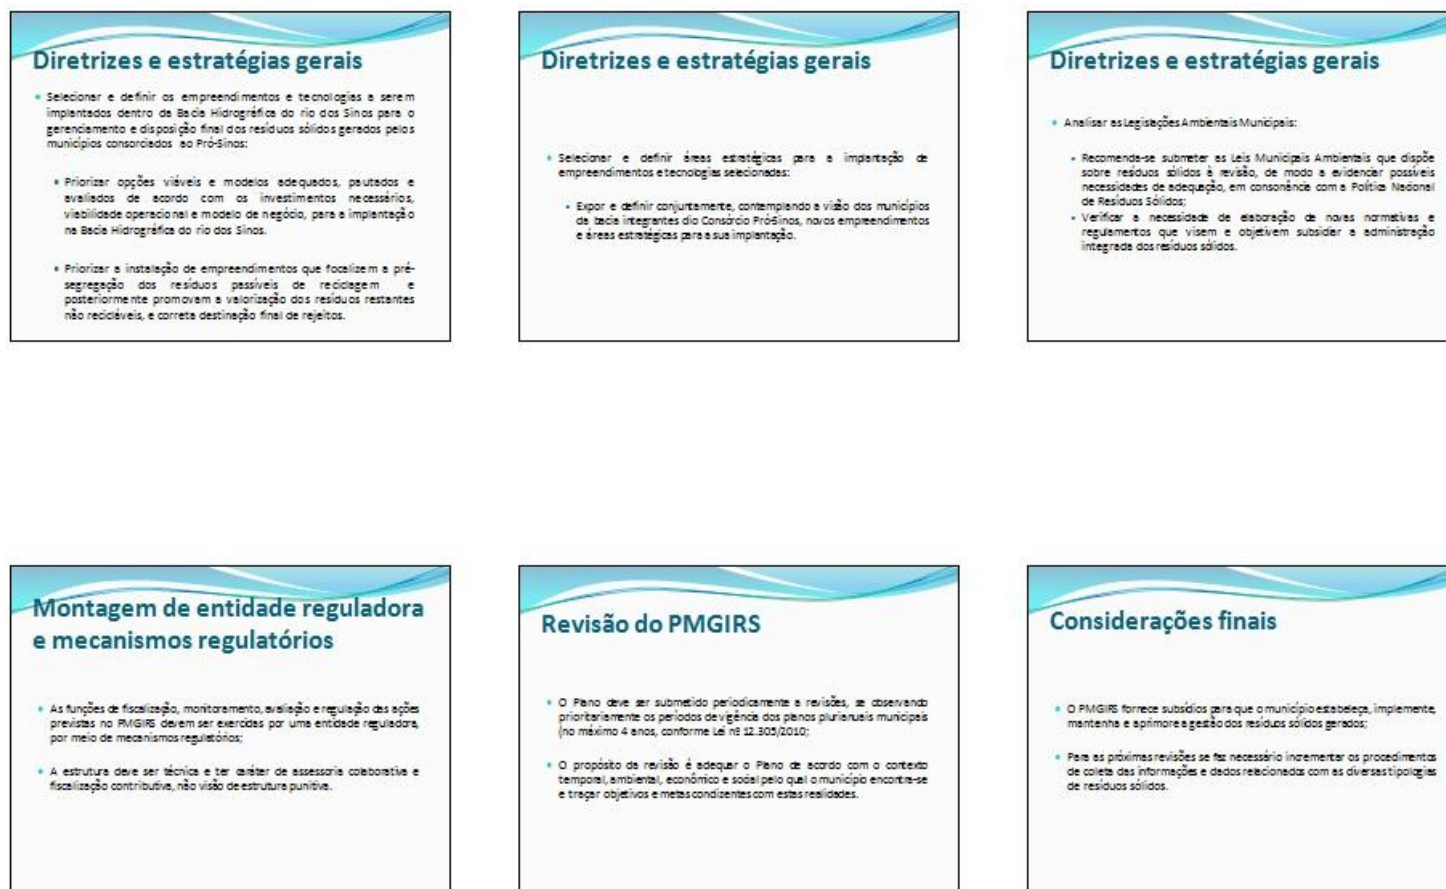 Diretrizes e estratégias gerais
Selecionar e definir os empreendimentos e tecnologias a serem
implantados dentro da Bacia Hidrográfica do rio dos Sinos para o
gerenciamento e disposição final dos resíduos sólidos gerados pelos
municípios consorciados ao Pró-Sinos:
Priorizar opções viáveis e modelos adequados, pautados e
avaliados de acordo com os investimentos necessários,
viabilidade operacional e modelo de negócio, para a implantação
na Bacia Hidrográfica do rio dos Sinos.
Priorizar a instalação de empreendimentos que focalizem a pré-
segregação dos resíduos passíveis de reciclagem e
posteriormente promovam a valorização dos resíduos restantes
não recicláveis, e correta destinação final de rejeitos.
Diretrizes e estratégias gerais
Selecionar e definir áreas estratégicas para a implantação de
empreendimentos e tecnologias selecionadas:
Expor e definir conjuntamente, contemplando a visão dos municípios
da bacia integrantes dio Consórcio Pró-Sinos, novos empreendimentos
e áreas estratégicas para a sua implantação.
Diretrizes e estratégias gerais
Analisar as Legislações Ambientais Municipais:
Recomenda-se submeter as Leis Municipais Ambientais que dispõe
sobre resíduos sólidos à revisão, de modo a evidenciar possíveis
necessidades de adequação, em consonância com a Política Nacional
de Resíduos Sólidos;
Verificar a necessidade de elaboração de novas normativas e
regulamentos que visem e objetivem subsidiar a administração
integrada dos resíduos sólidos.
Montagem de entidade reguladora
e mecanismos regulatórios
As funções de fiscalização, monitoramento, avaliação e regulação das ações
previstas no PMGIRS devem ser exercidas por uma entidade reguladora,
por meio de mecanismos regulatórios;
A estrutura deve ser técnica e ter caráter de assessoria colaborativa e
fiscalização contributiva, não visão de estrutura punitiva.
Revisão do PMGIRS
O Plano deve ser submetido periodicamente a revisões, se observando
prioritariamente os períodos de vigência dos planos plurianuais municipais
(no máximo 4 anos, conforme Lei nº 12.305/2010;
O propósito da revisão é adequar o Plano de acordo com o contexto
temporal, ambiental, econômico e social pelo qual o município encontra-se
e traçar objetivos e metas condizentes com estas realidades.
Considerações finais
O PMGIRS fornece subsídios para que o município estabeleça, implemente,
mantenha e aprimore a gestão dos resíduos sólidos gerados;
Para as próximas revisões se faz necessário incrementar os procedimentos
de coleta das informações e dados relacionados com as diversas tipologias
de resíduos sólidos.